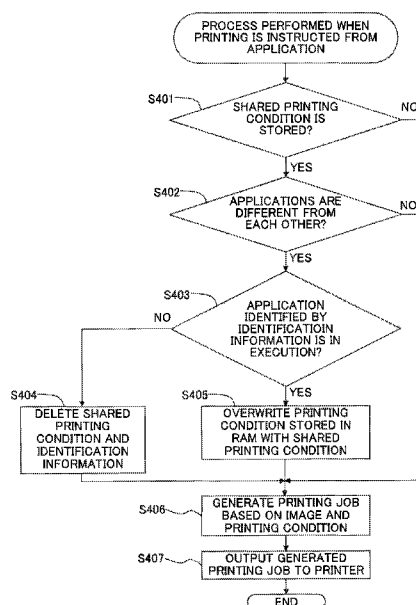 PROCESS PERFORMED WHEN
PRINTING IS INSTRUCTED FROM
APPLICATION
S401
SHARED PRINTING
CONDITION IS
STORED?
NO
YES
S402
APPLICATIONS ARE
DIFFERENT FROM
EACH OTHER?
NO
YES
S403
APPLICATION
IDENTIFIED BY
IDENTIFICATIOIN
INFORMATION IS IN
EXECUTION?
NO
YES
S404
DELETE SHARED
PRINTING
CONDITION AND
IDENTIFICATION
INFORMATION
S405
OVERWRITE PRINTING
CONDITION STORED IN
RAM WITH SHARED
PRINTING CONDITION
S406
GENERATE PRINTING JOB
BASED ON IMAGE AND
PRINTING CONDITION
S407
OUTPUT GENERATED
PRINTING JOB TO PRINTER
END